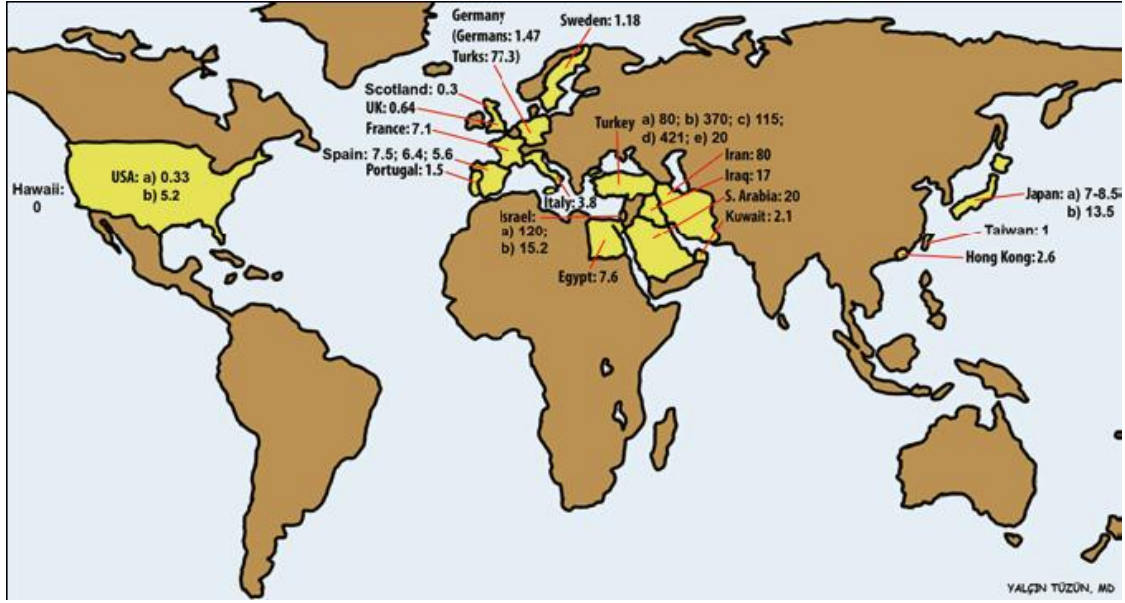 Germany
(Germans: 1.47
Turks: 77.3)
Sweden: 1.18
Scotland: 0.3
UK: 0.64
France: 7.1
Spain: 7.5; 6.4; 5.6
Portugal: 1.5
Italy: 3.8
Israel:
a) 120;
b) 15.2
Egypt: 7.6
Turkey a) 80; b) 370; c) 115;
d) 421; e) 20
Iran: 80
Iraq: 17
S. Arabia: 20
Kuwait: 2.1
USA: a) 0.33
b) 5.2
Hawaii:
0
Japan: a) 7-8.5
b) 13.5
Taiwan: 1
Hong Kong: 2.6
YALÇIN TÜZÜN, MD